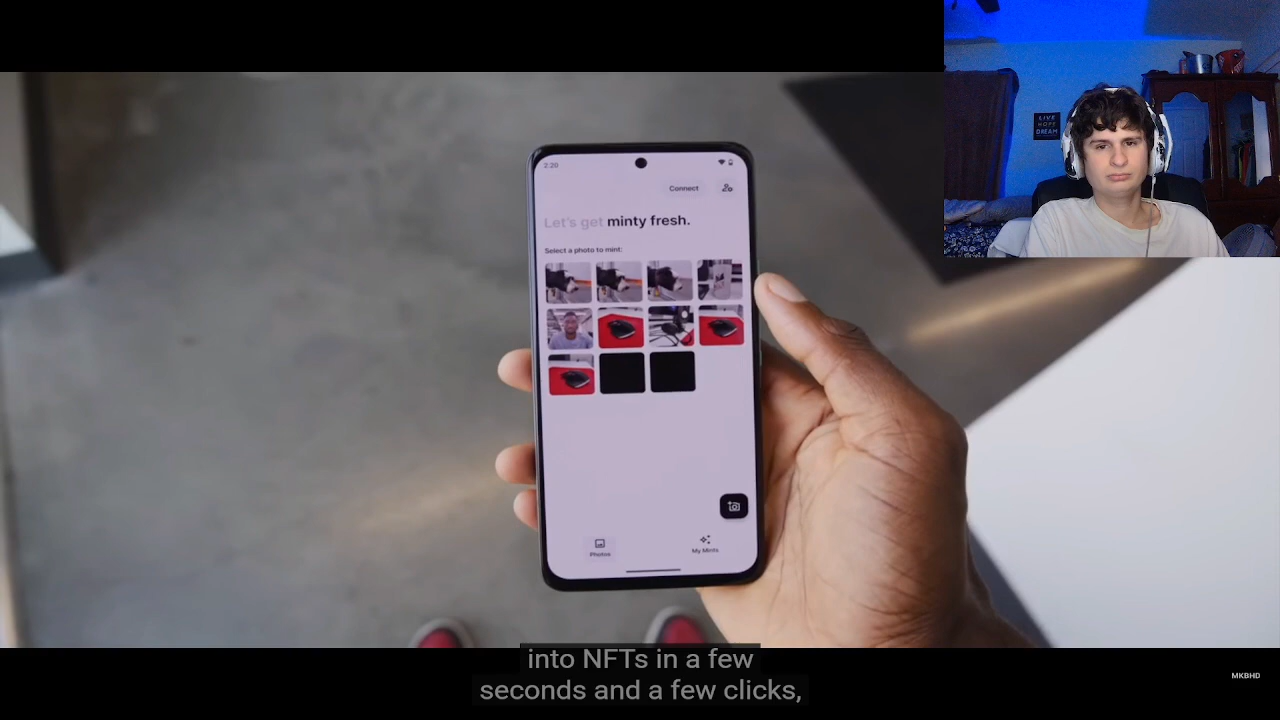 LIVE
HOPE
DREAM
2:20
Connect
Let's get minty fresh.
Select a photo to mint:
Photos
My Mints
into NFTs in a few
seconds and a few clicks,
MKBHD